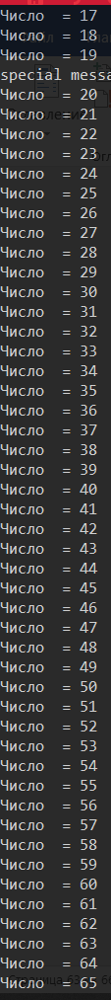 Число  = 17
Число  = 18
Число  = 19
special messa
Число  = 20
Число  = 21
Число  = 22
Число  = 23
Число  = 24
Число  = 25
Число  = 26
Число  = 27
Число  = 28
Число  = 29
Число  = 30
Число  = 31
Число  = 32
Число  = 33
Число  = 34
Число  = 35
Число  = 36
Число  = 37
Число  = 38
Число  = 39
Число  = 40
Число  = 41
Число  = 42
Число  = 43
Число  = 44
Число  = 45
Число  = 46
Число  = 47
Число  = 48
Число  = 49
Число  = 50
Число  = 51
Число  = 52
Число  = 53
Число  = 54
Число  = 55
Число  = 56
Число  = 57
Число  = 58
Число  = 59
Число  = 60
Число  = 61
Число  = 62
Число  = 63
Число  = 64
Число  = 65